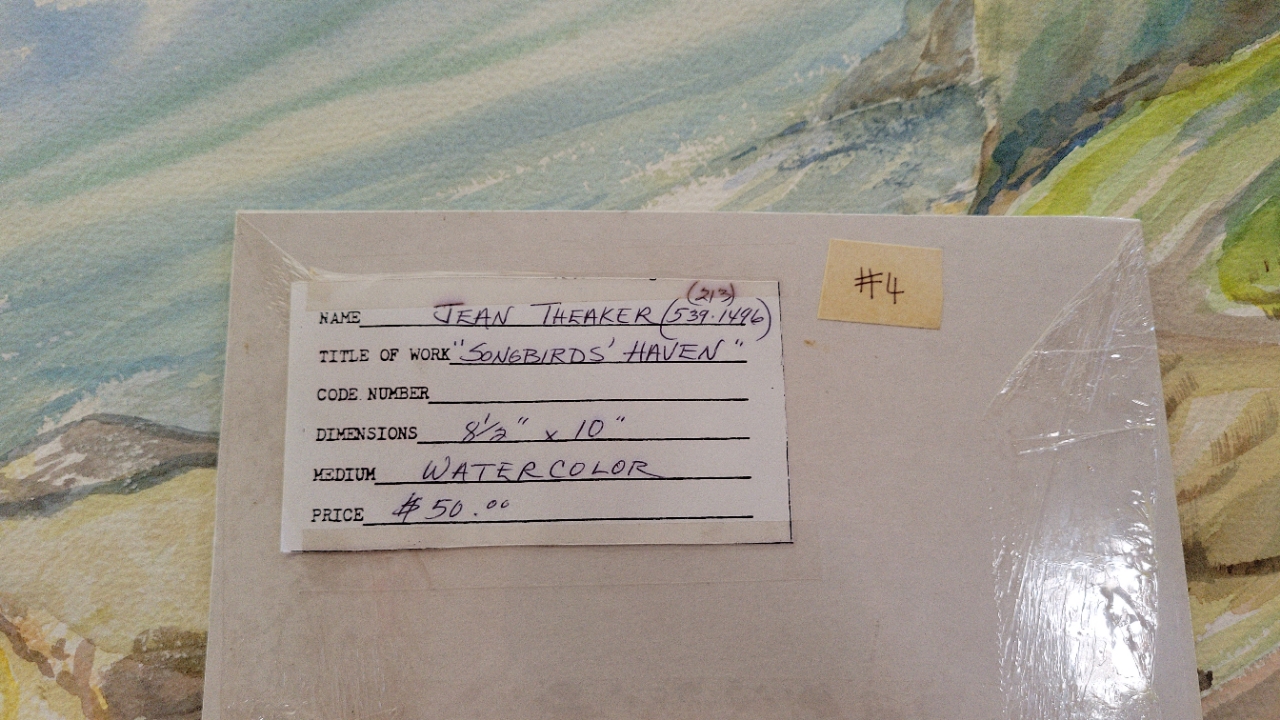 (213)
NAME JEAN THEAKER (539.1496)
TITLE OF WORK "SONGBIRDS' HAVEN"
CODE NUMBER
DIMENSIONS 8 1/2" x 10"
MEDIUM WATERCOLOR
PRICE $50.00
#4